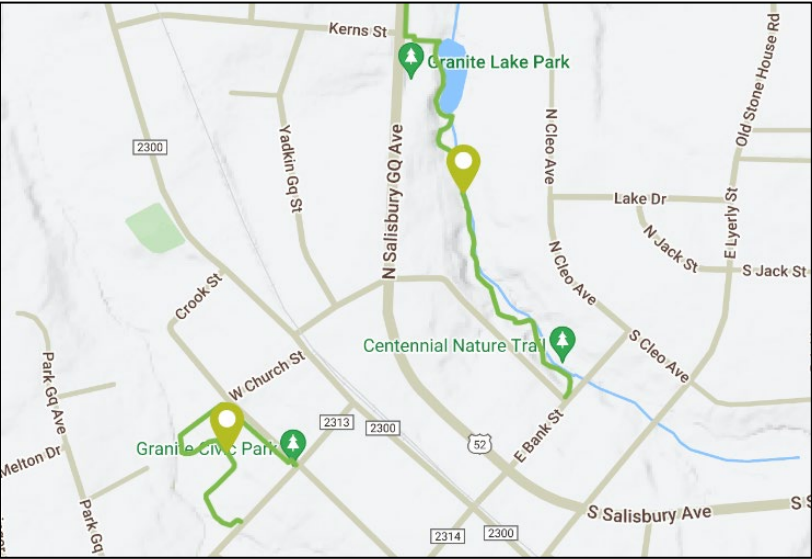 Kerns St
Granite Lake Park
Old Stone House Rd
2300
N Cleo Ave
Yadkin Gq St
N Salisbury GQ Ave
Lake Dr
E Lyerly St
N Jack St
S Jack St
N Cleo Ave
Crook St
Centennial Nature Trail
S Cleo Ave
Park Gq Ave
W Church St
2313
2300
52
E Bank St
Granite Civic Park
Melton Dr
Park Gq
S Salisbury Ave
S S
2314
2300